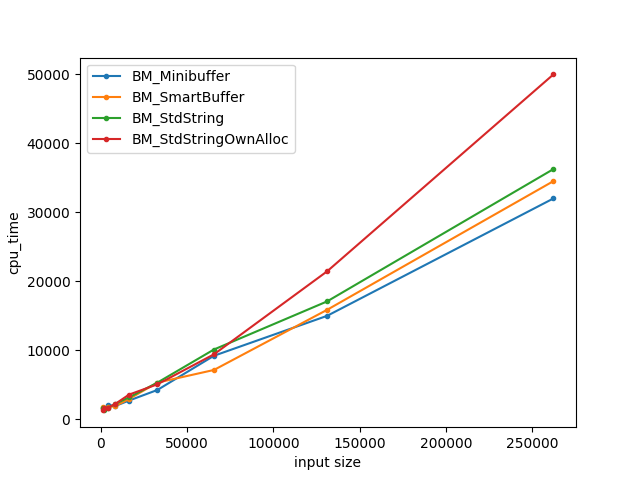 BM_Minibuffer
BM_SmartBuffer
BM_StdString
BM_StdStringOwnAlloc
50000
40000
30000
20000
10000
0
cpu_time
0 50000 100000 150000 200000 250000
input size